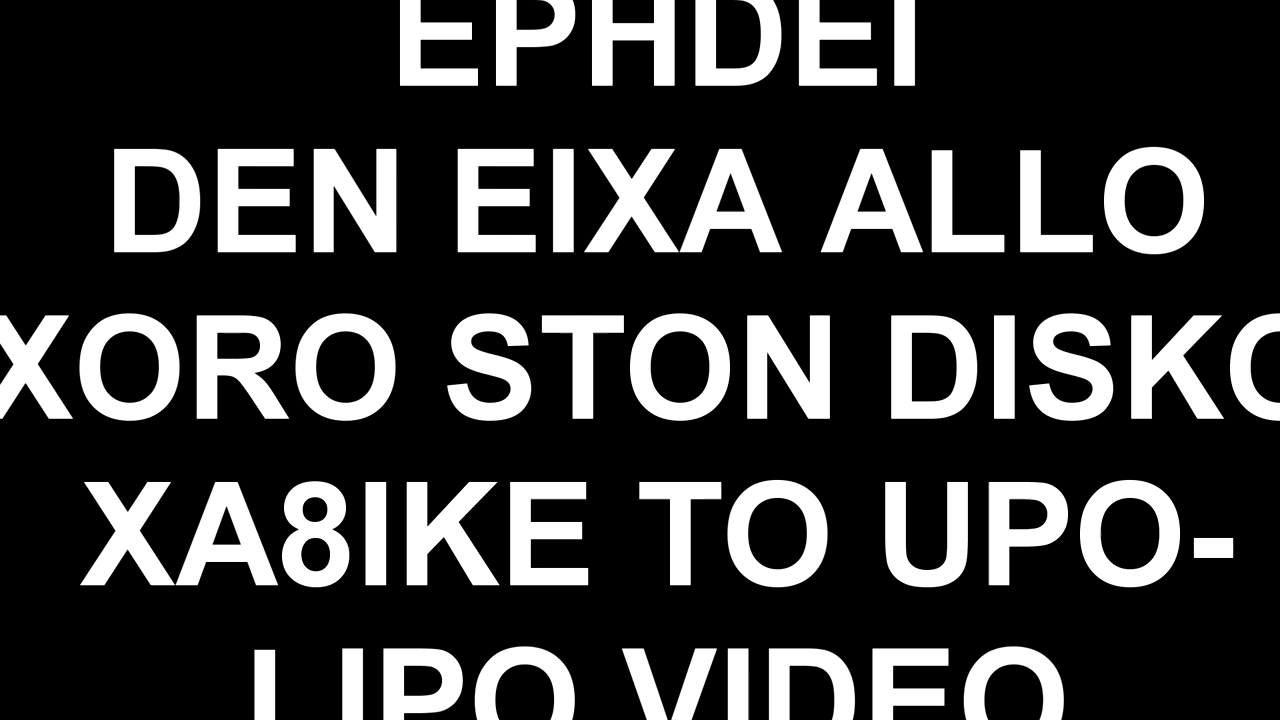 EPHDEI
DEN EIXA ALLO
XORO STON DISKO
XA8IKE TO UPO-
LIPO VIDEO